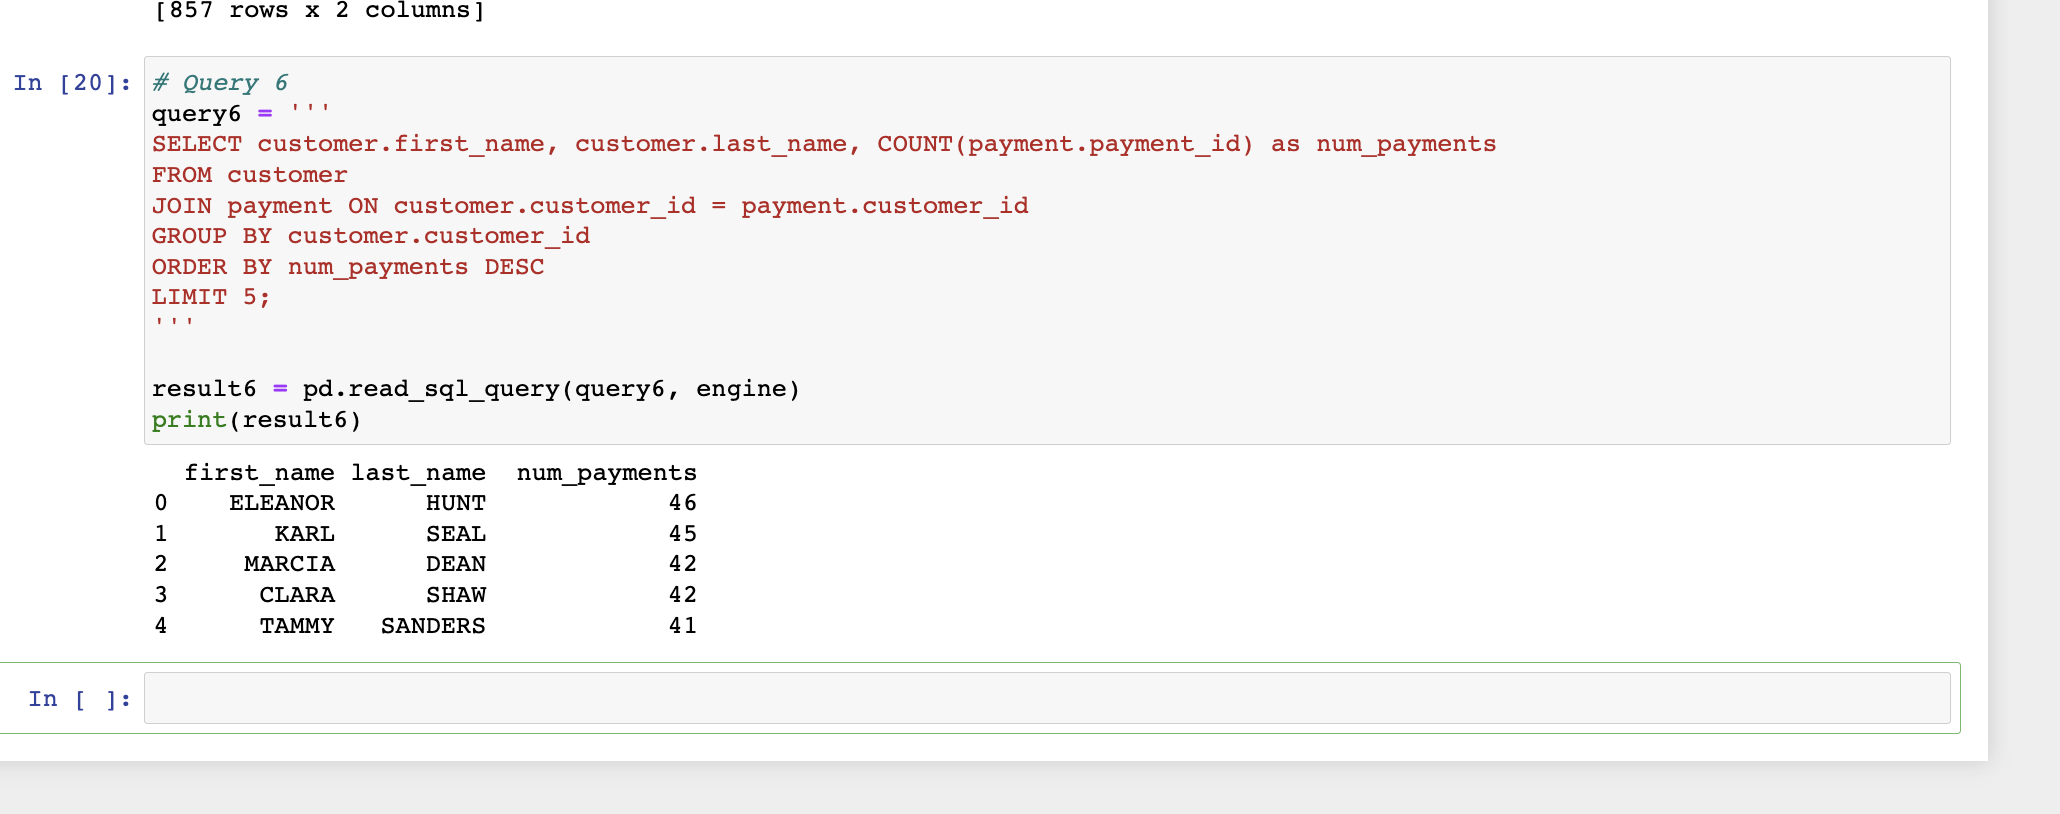 [857 rows x 2 columns]
In [20]: # Query 6
query6 = '''
SELECT customer.first_name, customer.last_name, COUNT(payment.payment_id) as num_payments
FROM customer
JOIN payment ON customer.customer_id = payment.customer_id
GROUP BY customer.customer_id
ORDER BY num_payments DESC
LIMIT 5;
'''
result6 = pd.read_sql_query(query6, engine)
print(result6)
first_name last_name num_payments
0 ELEANOR HUNT 46
1 KARL SEAL 45
2 MARCIA DEAN 42
3 CLARA SHAW 42
4 TAMMY SANDERS 41
In [ ]: